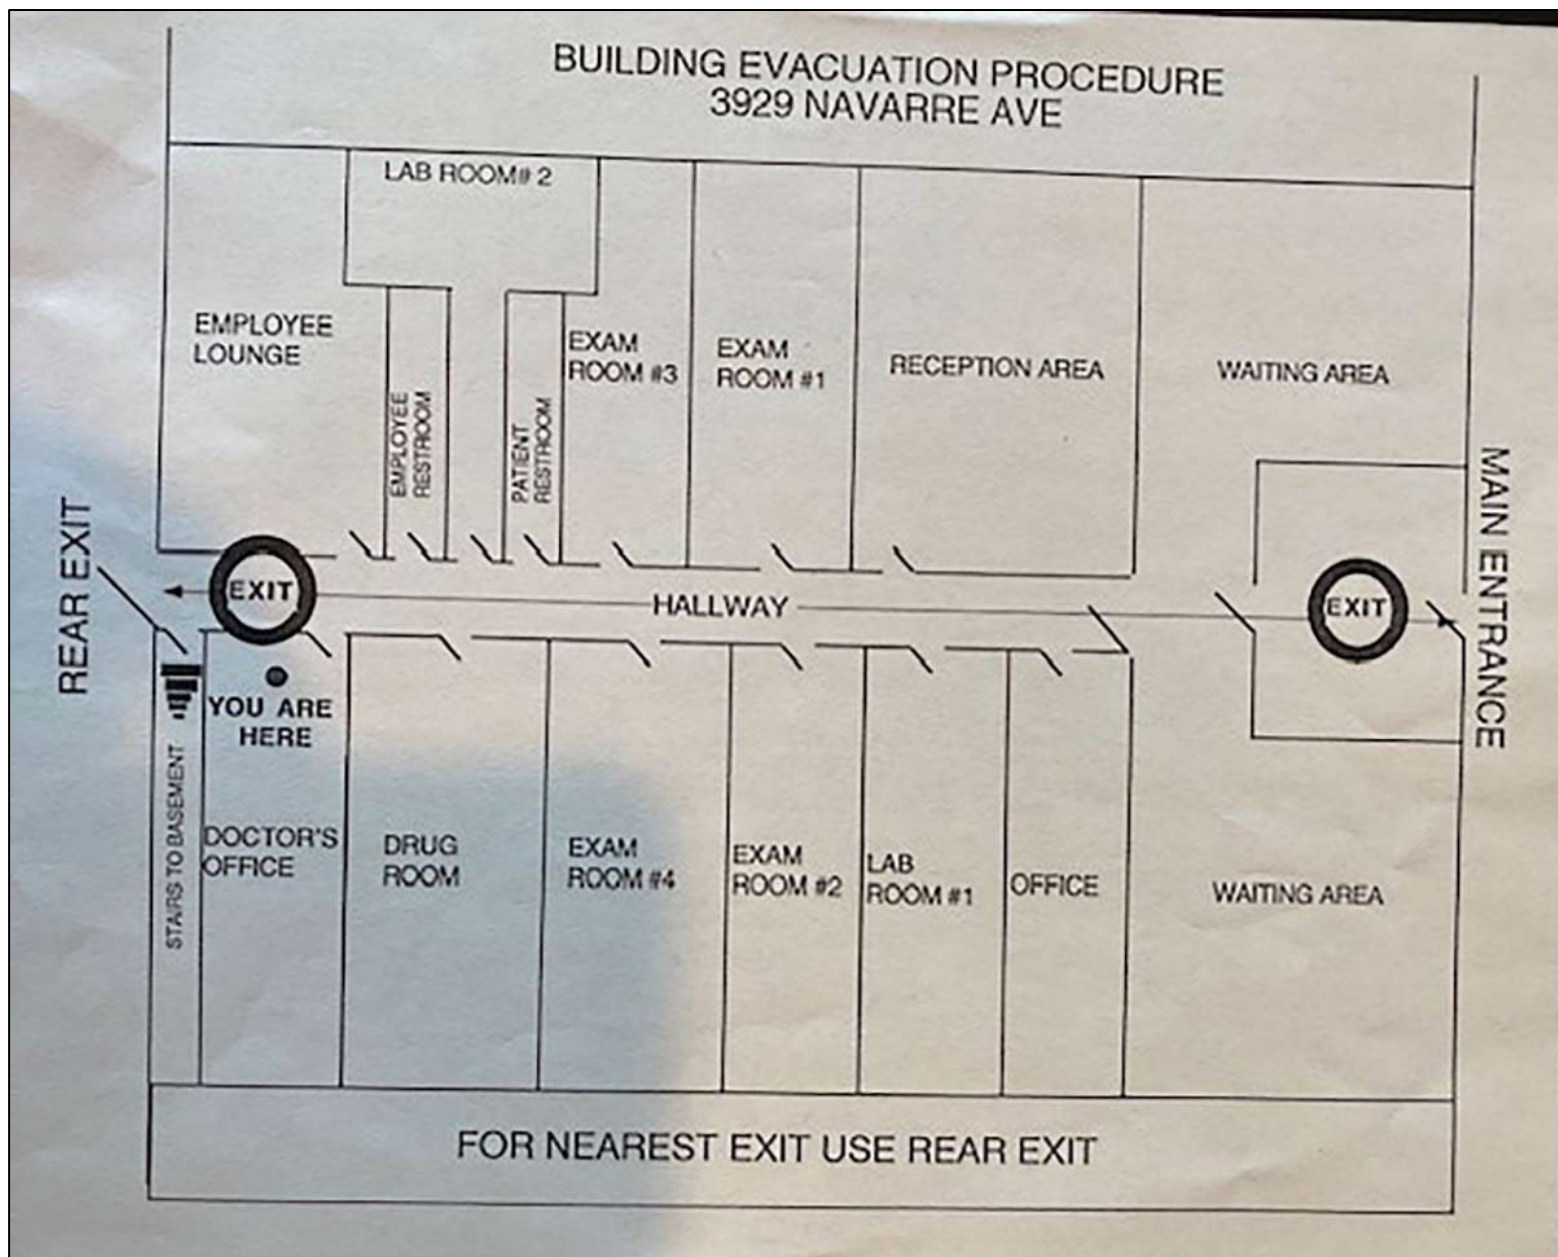 BUILDING EVACUATION PROCEDURE
3929 NAVARRE AVE
LAB ROOM# 2
EMPLOYEE
LOUNGE
EMPLOYEE
RESTROOM
PATIENT
RESTROOM
EXAM
ROOM #3
EXAM
ROOM #1
RECEPTION AREA
WAITING AREA
REAR EXIT
EXIT
HALLWAY
EXIT
MAIN ENTRANCE
YOU ARE
HERE
STAIRS TO BASEMENT
DOCTOR'S
OFFICE
DRUG
ROOM
EXAM
ROOM #4
EXAM
ROOM #2
LAB
ROOM #1
OFFICE
WAITING AREA
FOR NEAREST EXIT USE REAR EXIT